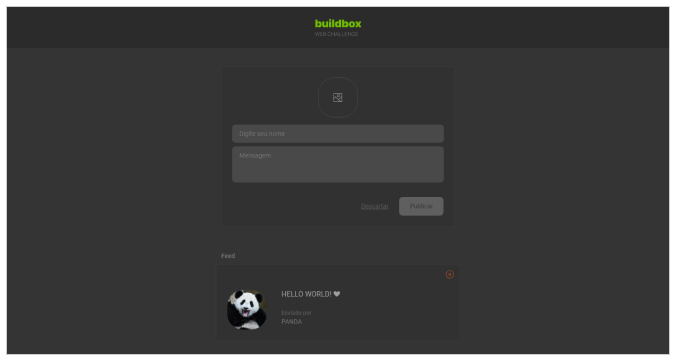 buildbox
WEB CHALLENGE
Digite seu nome
Mensagem
Descartar
Publicar
Feed
HELLO WORLD! 🤍
Enviado por
PANDA